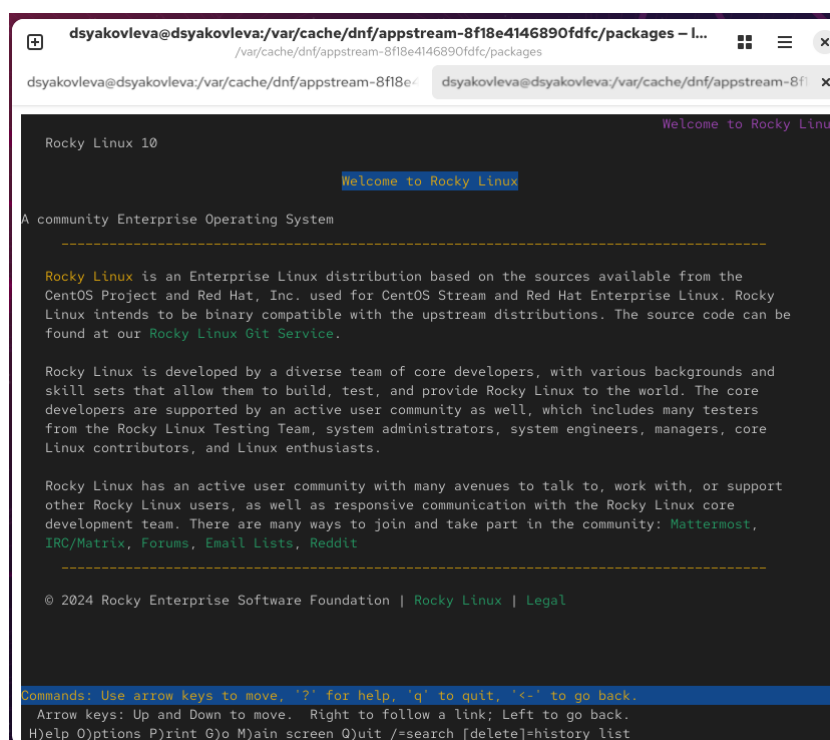 dsyakovleva@dsyakovleva:/var/cache/dnf/appstream-8f18e4146890fdfc/packages — l...
/var/cache/dnf/appstream-8f18e4146890fdfc/packages
dsyakovleva@dsyakovleva:/var/cache/dnf/appstream-8f18e4 dsyakovleva@dsyakovleva:/var/cache/dnf/appstream-8f1
Welcome to Rocky Linu
Rocky Linux 10
Welcome to Rocky Linux
A community Enterprise Operating System
Rocky Linux is an Enterprise Linux distribution based on the sources available from the
CentOS Project and Red Hat, Inc. used for CentOS Stream and Red Hat Enterprise Linux. Rocky
Linux intends to be binary compatible with the upstream distributions. The source code can be
found at our Rocky Linux Git Service.
Rocky Linux is developed by a diverse team of core developers, with various backgrounds and
skill sets that allow them to build, test, and provide Rocky Linux to the world. The core
developers are supported by an active user community as well, which includes many testers
from the Rocky Linux Testing Team, system administrators, system engineers, managers, core
Linux contributors, and Linux enthusiasts.
Rocky Linux has an active user community with many avenues to talk to, work with, or support
other Rocky Linux users, as well as responsive communication with the Rocky Linux core
development team. There are many ways to join and take part in the community: Mattermost,
IRC/Matrix, Forums, Email Lists, Reddit
© 2024 Rocky Enterprise Software Foundation | Rocky Linux | Legal
Commands: Use arrow keys to move, '?' for help, 'q' to quit, '<-' to go back.
Arrow keys: Up and Down to move. Right to follow a link; Left to go back.
H)elp O)ptions P)rint G)o M)ain screen Q)uit /=search [delete]=history list